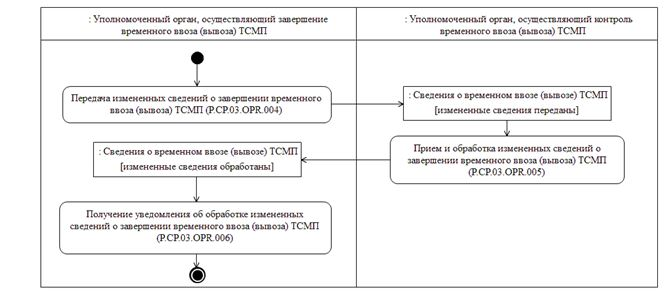 : Уполномоченный орган, осуществляющий завершение
временного ввоза (вывоза) ТСМП
: Уполномоченный орган, осуществляющий контроль
временного ввоза (вывоза) ТСМП
Передача измененных сведений о завершении временного
ввоза (вывоза) ТСМП (P.CP.03.OPR.004)
: Сведения о временном ввозе (вывозе) ТСМП
[измененные сведения переданы]
Прием и обработка измененных сведений о
завершении временного ввоза (вывоза) ТСМП
(P.CP.03.OPR.005)
: Сведения о временном ввозе (вывозе) ТСМП
[измененные сведения обработаны]
Получение уведомления об обработке измененных
сведений о завершении временного ввоза (вывоза) ТСМП
(P.CP.03.OPR.006)